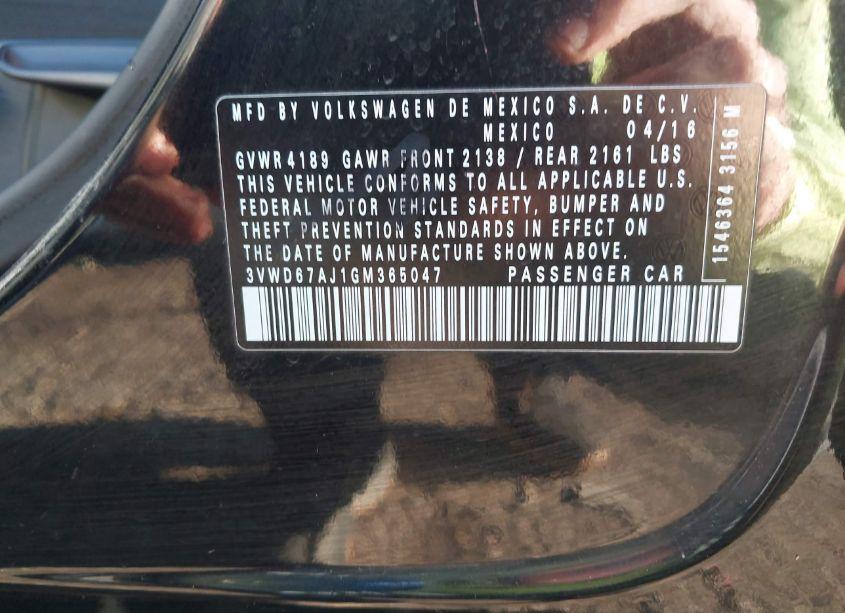 MFD BY VOLKSWAGEN DE MEXICO S.A. DE C.V.
MEXICO 04/16
GVWR 4189 GAWR FRONT 2138 / REAR 2161 LBS
THIS VEHICLE CONFORMS TO ALL APPLICABLE U.S.
FEDERAL MOTOR VEHICLE SAFETY, BUMPER AND
THEFT PREVENTION STANDARDS IN EFFECT ON
THE DATE OF MANUFACTURE SHOWN ABOVE.
3VWD67AJ1GM365047 PASSENGER CAR
1546364 3156 M